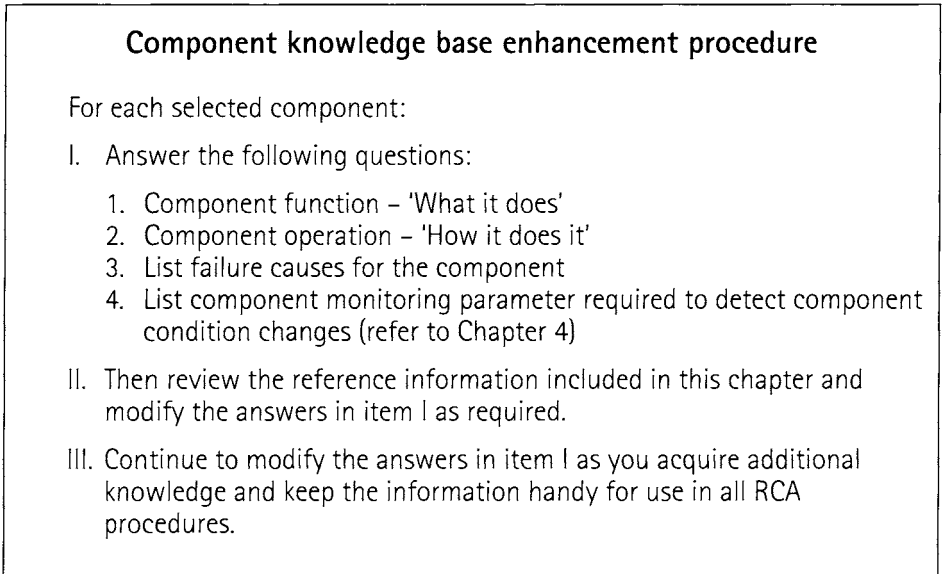 Component knowledge base enhancement procedure
For each selected component:
I. Answer the following questions:
1. Component function – 'What it does'
2. Component operation – 'How it does it'
3. List failure causes for the component
4. List component monitoring parameter required to detect component
condition changes (refer to Chapter 4)
II. Then review the reference information included in this chapter and
modify the answers in item I as required.
III. Continue to modify the answers in item I as you acquire additional
knowledge and keep the information handy for use in all RCA
procedures.